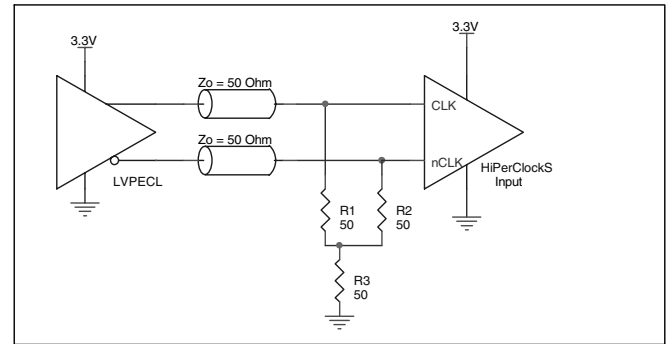 3.3V
3.3V
Zo = 50 Ohm
CLK
Zo = 50 Ohm
nCLK
HiPerClockS
Input
LVPECL
R1
50
R2
50
R3
50